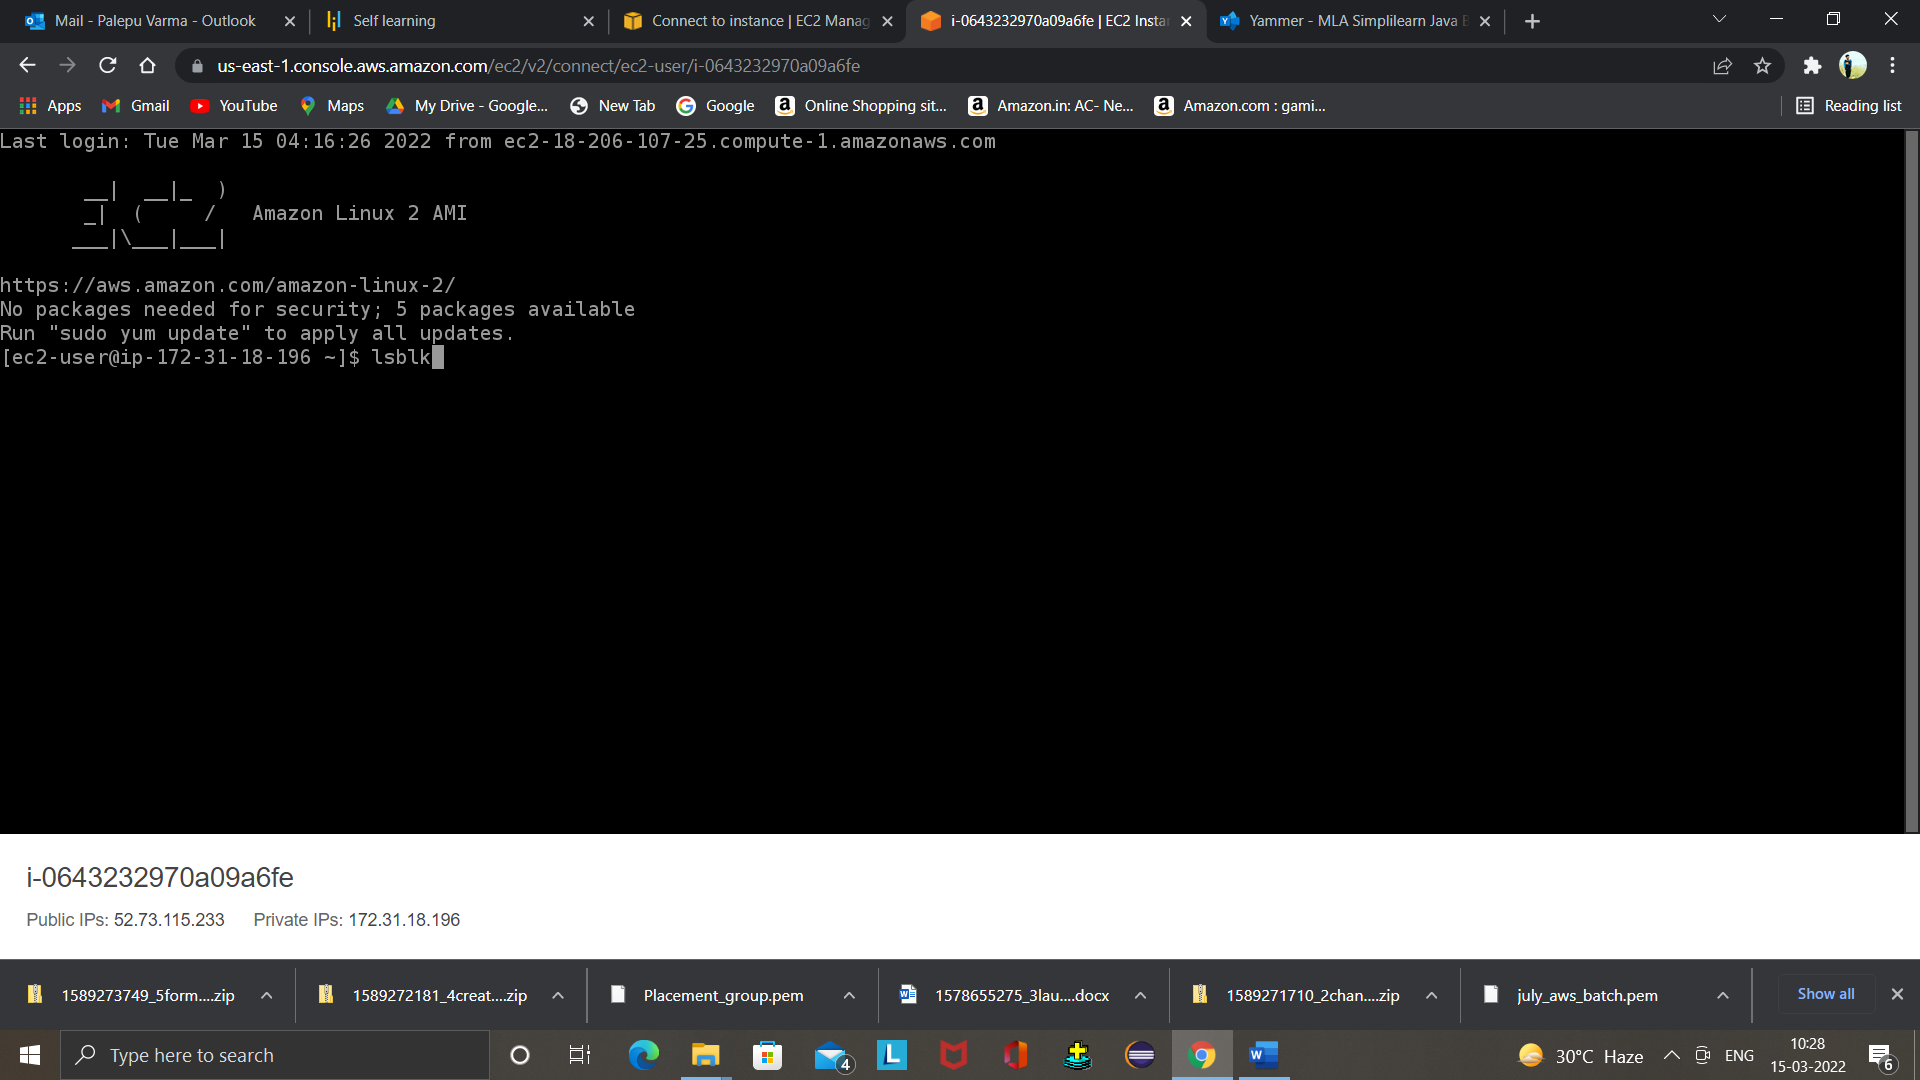 Mail - Palepu Varma - Outlook
Self learning
Connect to instance | EC2 Manag
i-0643232970a09a6fe | EC2 Insta
Yammer - MLA Simplilearn Java B
us-east-1.console.aws.amazon.com/ec2/v2/connect/ec2-user/i-0643232970a09a6fe
Apps
Gmail
YouTube
Maps
My Drive - Google...
New Tab
Google
Online Shopping sit...
Amazon.in: AC- Ne...
Amazon.com : gami...
Reading list
Last login: Tue Mar 15 04:16:26 2022 from ec2-18-206-107-25.compute-1.amazonaws.com
__|  __|_  )
_|  (     /   Amazon Linux 2 AMI
___|\___|___|
https://aws.amazon.com/amazon-linux-2/
No packages needed for security; 5 packages available
Run "sudo yum update" to apply all updates.
[ec2-user@ip-172-31-18-196 ~]$ lsblk
i-0643232970a09a6fe
Public IPs: 52.73.115.233 Private IPs: 172.31.18.196
1589273749_5form....zip
1589272181_4creat....zip
Placement_group.pem
1578655275_3lau....docx
1589271710_2chan....zip
july_aws_batch.pem
Show all
Type here to search
4
L
W
30°C Haze
ENG
10:28
15-03-2022
6